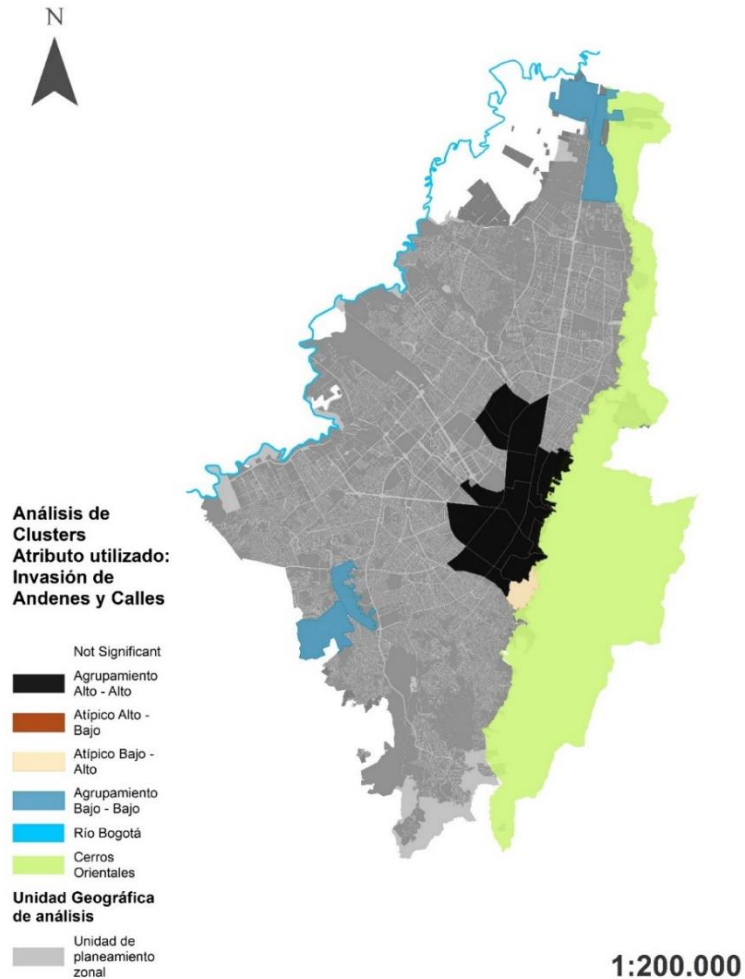 N
Análisis de
Clusters
Atributo utilizado:
Invasión de
Andenes y Calles
Not Significant
Agrupamiento
Alto - Alto
Atípico Alto -
Bajo
Atípico Bajo -
Alto
Agrupamiento
Bajo - Bajo
Río Bogotá
Cerros
Orientales
Unidad Geográfica
de análisis
Unidad de
planeamiento
zonal
1:200.000